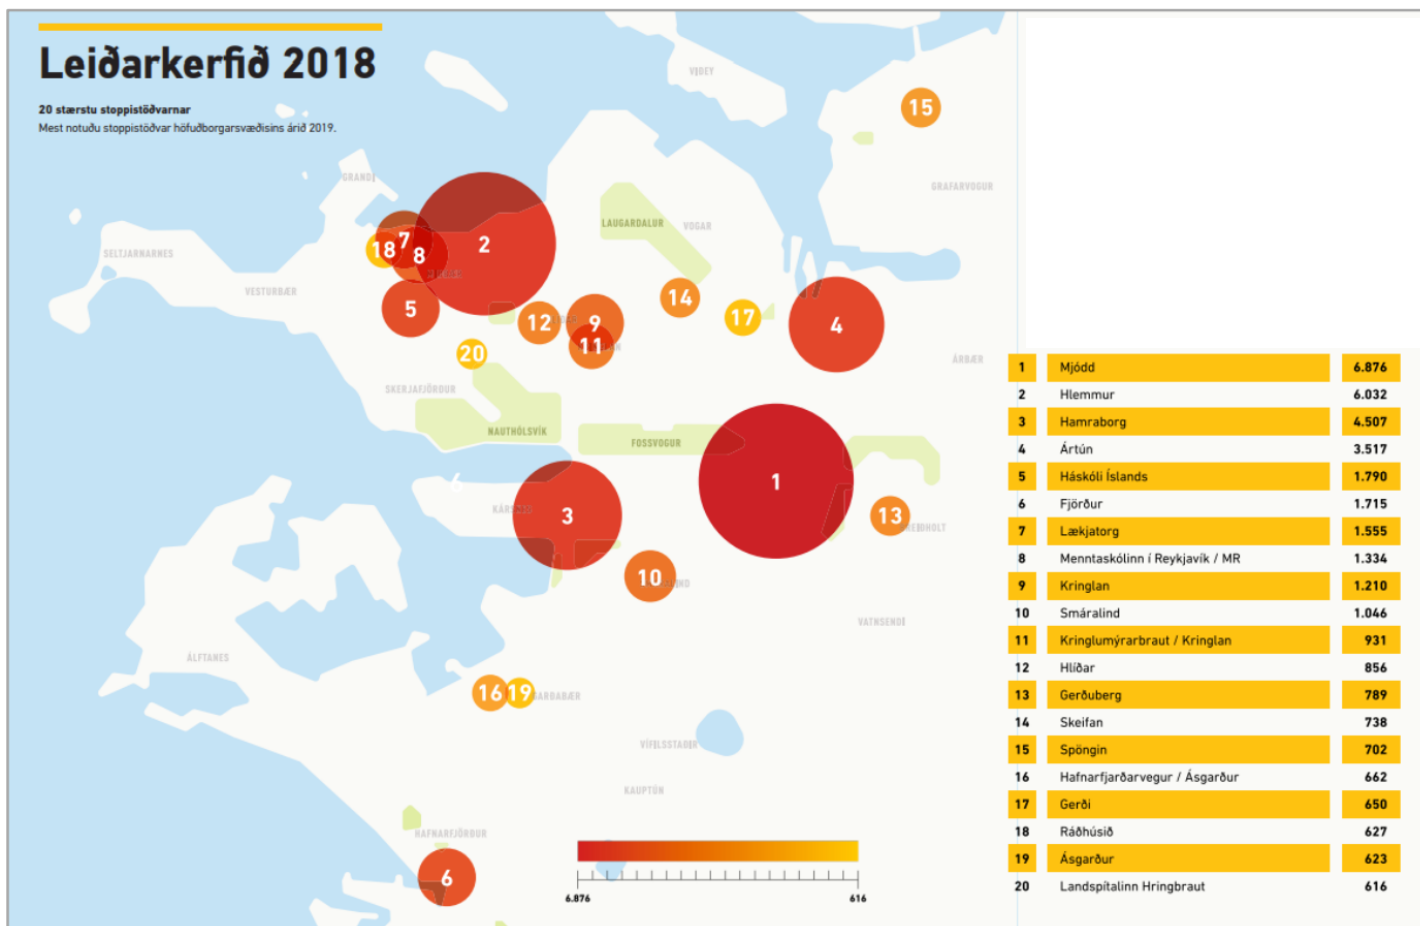 Leiðarkerfið 2018
20 stærstu stoppistöðvarnar
Mest notuðu stoppistöðvar höfuðborgarsvæðisins árið 2019.
VIÐEY
15
GRANDI
GRAFARVOGUR
LAUGARDALUR
VOGAR
SELTJARNARNES
18
7
8
2
VESTURBÆR
14
5
12
9
17
4
11
20
ÁRBÆR
SKERJAFJÖRÐUR
NAUTHÓLSVÍK
FOSSVOGUR
6
1
3
13
10
VATNSENDI
ÁLFTANES
16
19
GARÐABÆR
VÍFILSSTAÐIR
KAUPTÚN
HAFNARFJÖRÐUR
6
6.876
616
1 Mjódd 6.876
2 Hlemmur 6.032
3 Hamraborg 4.507
4 Ártún 3.517
5 Háskóli Íslands 1.790
6 Fjörður 1.715
7 Lækjatorg 1.555
8 Menntaskólinn í Reykjavík / MR 1.334
9 Kringlan 1.210
10 Smáralind 1.046
11 Kringlumýrarbraut / Kringlan 931
12 Hlíðar 856
13 Gerðuberg 789
14 Skeifan 738
15 Spöngin 702
16 Hafnarfjarðarvegur / Ásgarður 662
17 Gerði 650
18 Ráðhúsið 627
19 Ásgarður 623
20 Landspítalinn Hringbraut 616